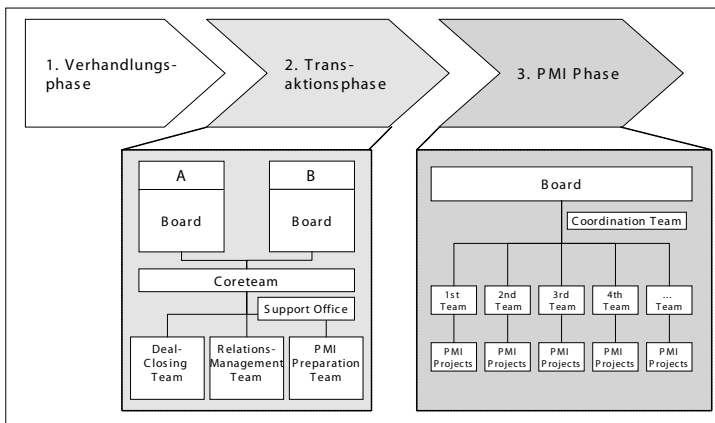 1. Verhandlungs-
phase
2. Trans-
aktionsphase
3. PMI Phase
A
B
Board
Board
Coreteam
Support Office
Deal-
Closing
Team
Relations-
Management
Team
PMI
Preparation
Team
Board
Coordination Team
1st
Team
2nd
Team
3rd
Team
4th
Team
...
Team
PMI
Projects
PMI
Projects
PMI
Projects
PMI
Projects
PMI
Projects